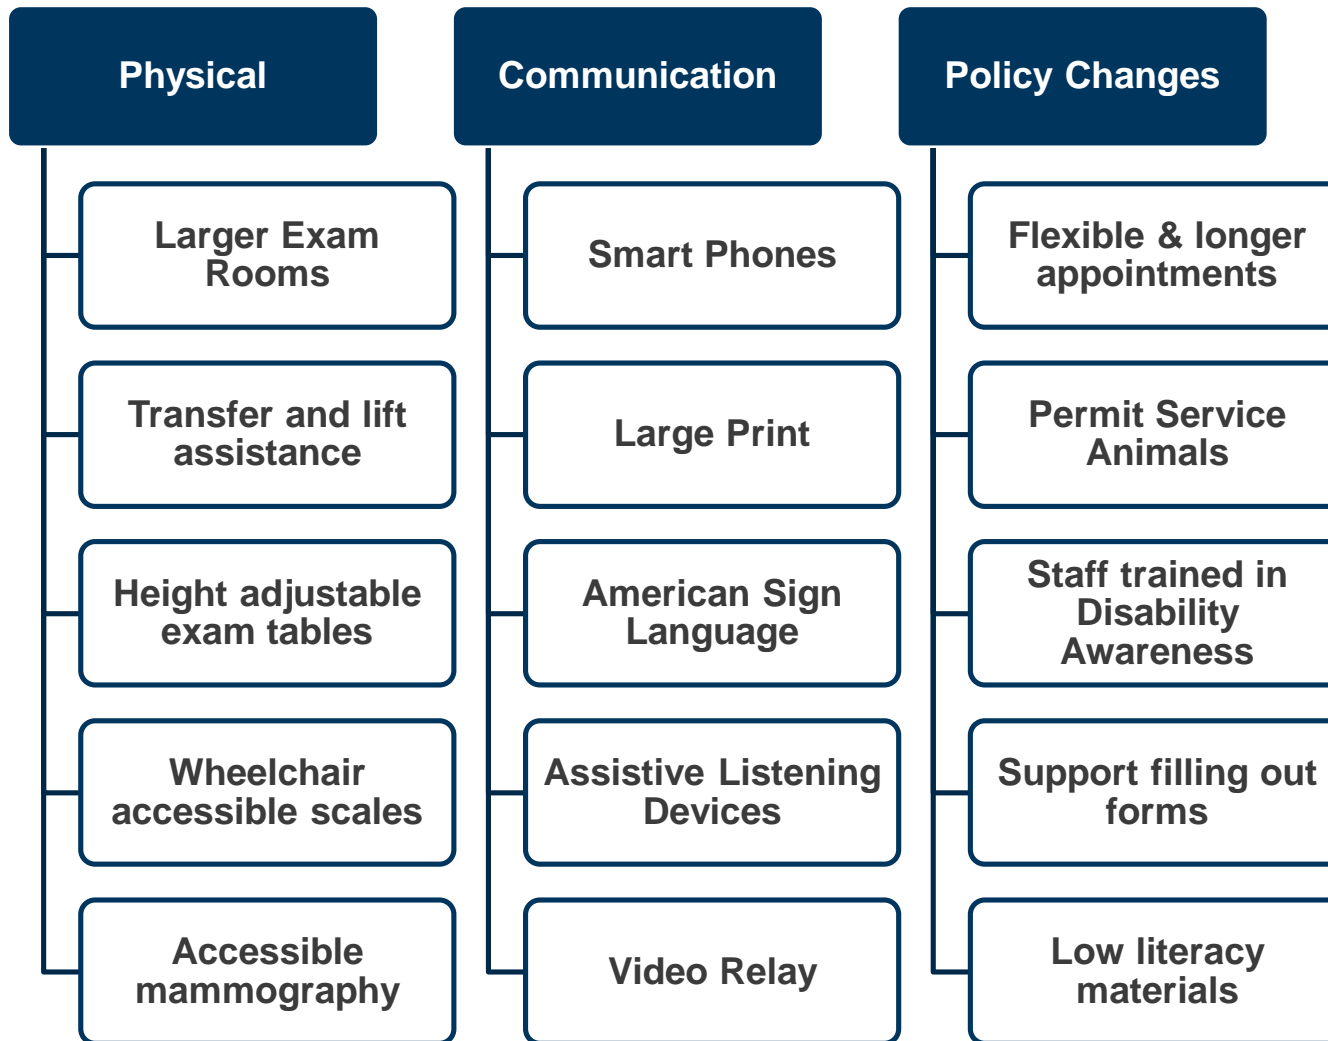 Physical
Larger Exam
Rooms
Transfer and lift
assistance
Height adjustable
exam tables
Wheelchair
accessible scales
Accessible
mammography
Communication
Smart Phones
Large Print
American Sign
Language
Assistive Listening
Devices
Video Relay
Policy Changes
Flexible & longer
appointments
Permit Service
Animals
Staff trained in
Disability
Awareness
Support filling out
forms
Low literacy
materials